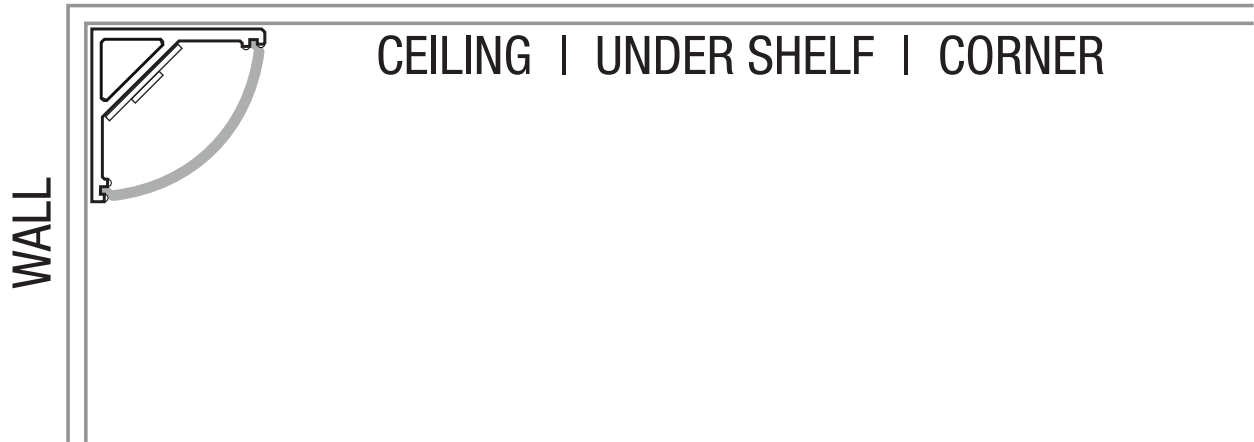 CEILING | UNDER SHELF | CORNER
WALL